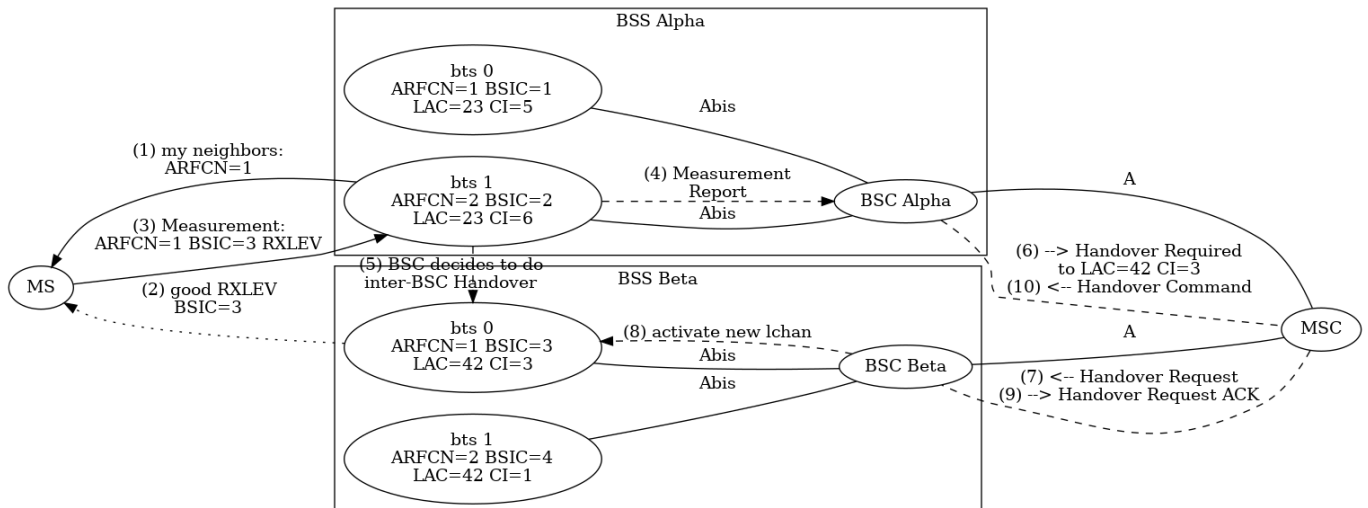 BSS Alpha
bts 0
ARFCN=1 BSIC=1
LAC=23 CI=5
Abis
(1) my neighbors:
ARFCN=1
bts 1
ARFCN=2 BSIC=2
LAC=23 CI=6
(4) Measurement
Report
Abis
BSC Alpha
A
(3) Measurement:
ARFCN=1 BSIC=3 RXLEV
(6) --> Handover Required
to LAC=42 CI=3
(10) <-- Handover Command
(5) BSC decides to do
inter-BSC Handover
BSS Beta
MS
(2) good RXLEV
BSIC=3
bts 0
ARFCN=1 BSIC=3
LAC=42 CI=3
(8) activate new lchan
Abis
Abis
BSC Beta
A
MSC
(7) <-- Handover Request
(9) --> Handover Request ACK
bts 1
ARFCN=2 BSIC=4
LAC=42 CI=1